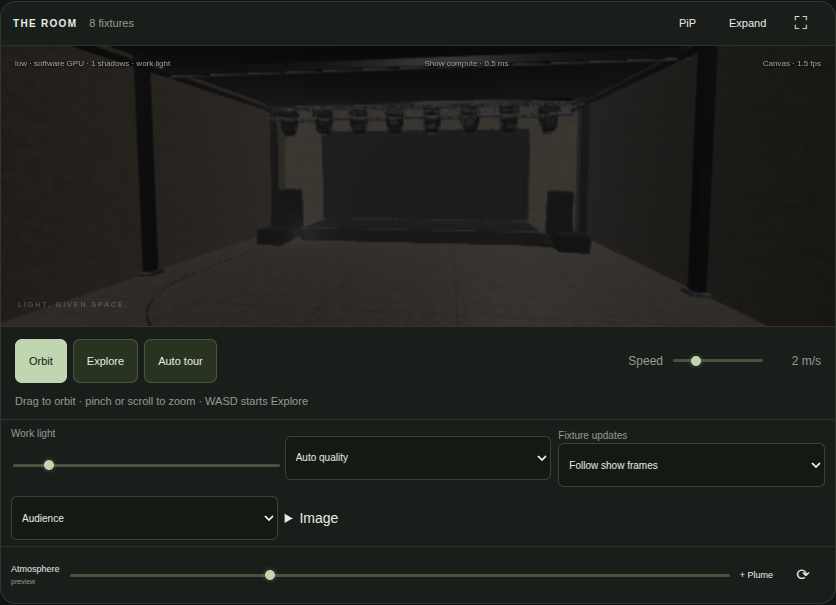 THE ROOM 8 fixtures PiP Expand
low · software GPU · 1 shadows · work light Show compute · 0.5 ms Canvas · 1.5 fps
LIGHT, GIVEN SPACE.
Orbit Explore Auto tour Speed 2 m/s
Drag to orbit · pinch or scroll to zoom · WASD starts Explore
Work light Fixture updates
Auto quality Follow show frames
Audience Image
Atmosphere + Plume
preview